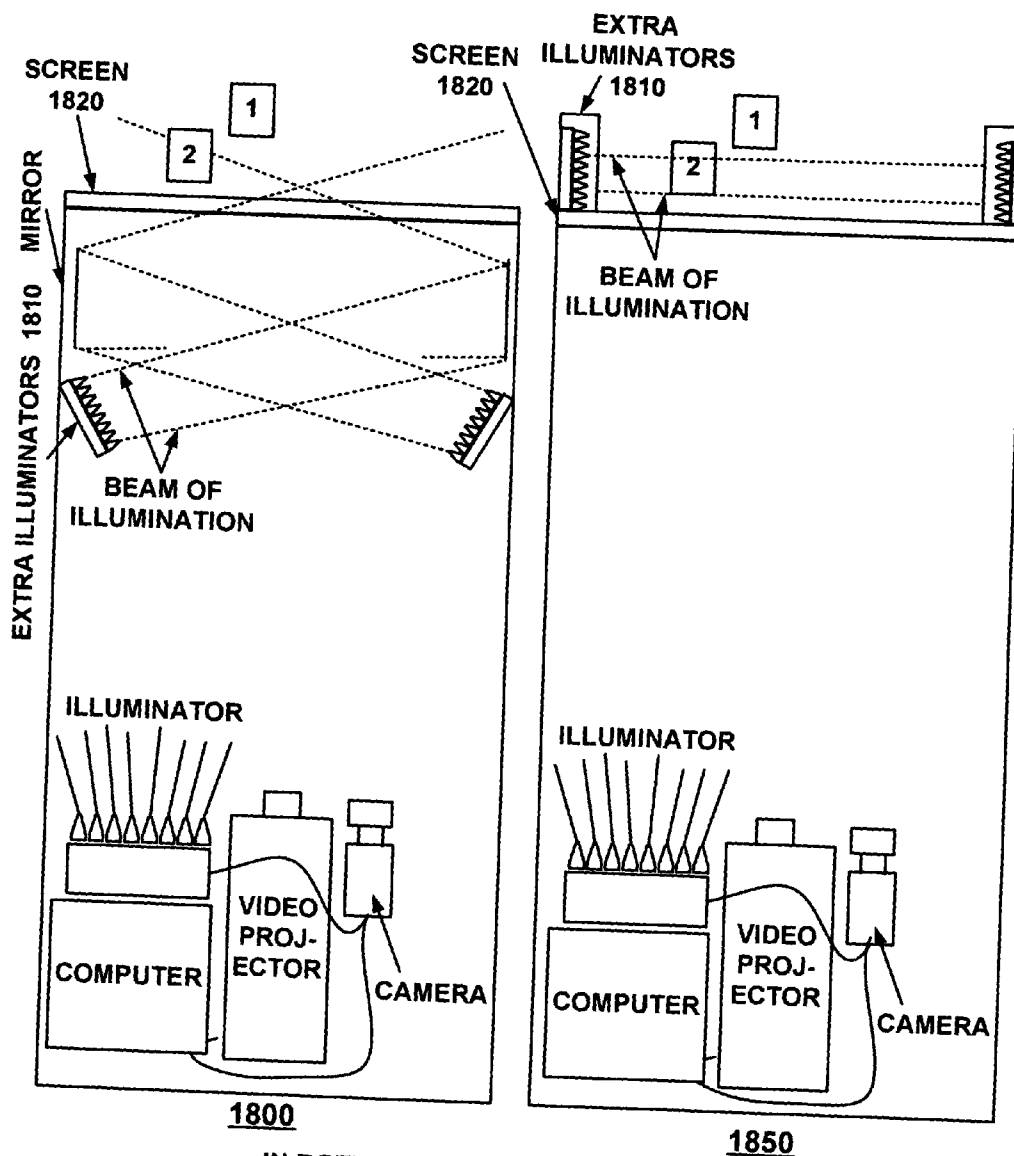 SCREEN
1820
1
2
MIRROR
EXTRA ILLUMINATORS 1810
BEAM OF
ILLUMINATION
ILLUMINATOR
COMPUTER
VIDEO
PROJ-
ECTOR
CAMERA
1800
SCREEN
1820
EXTRA
ILLUMINATORS
1810
1
2
BEAM OF
ILLUMINATION
ILLUMINATOR
COMPUTER
VIDEO
PROJ-
ECTOR
CAMERA
1850